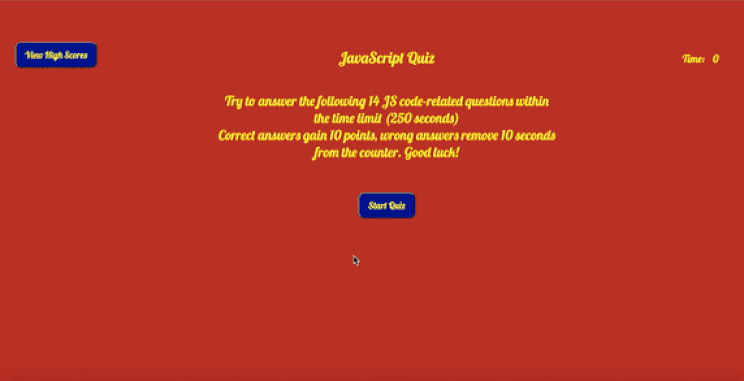 View High Scores
JavaScript Quiz
Time: 0
Try to answer the following 14 JS code-related questions within
the time limit (250 seconds)
Correct answers gain 10 points, wrong answers remove 10 seconds
from the counter. Good luck!
Start Quiz